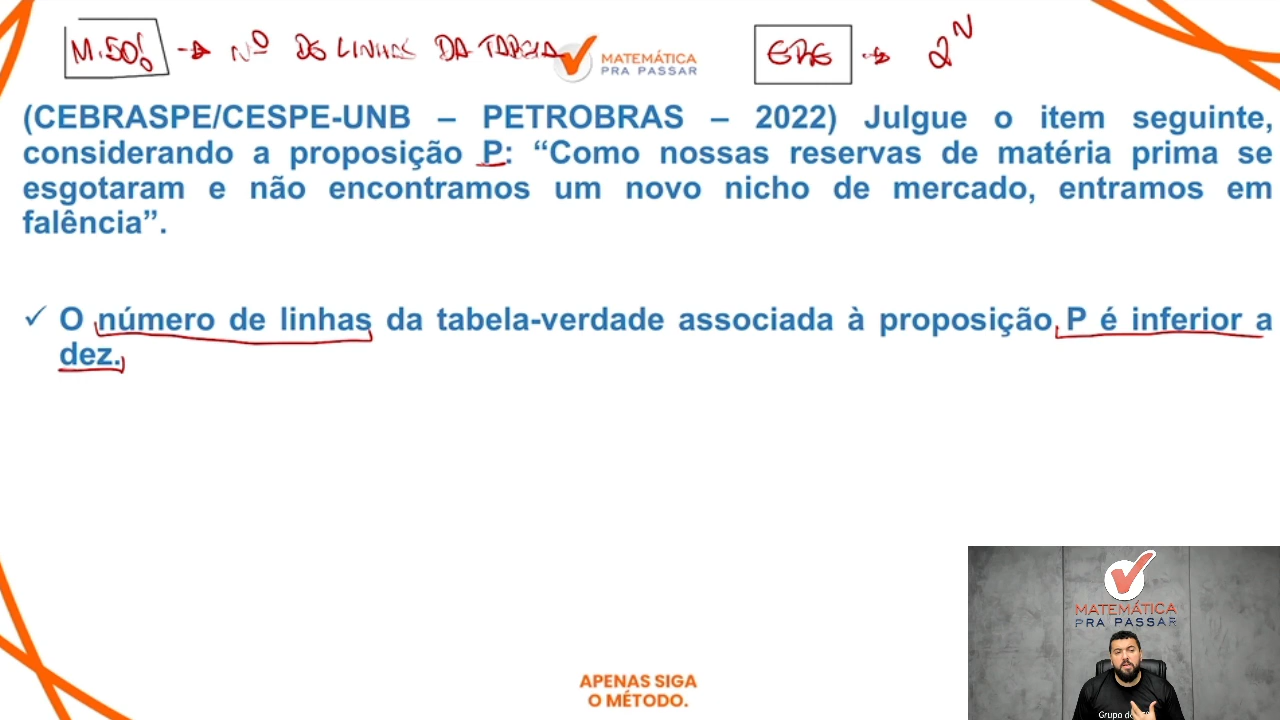 M.50! → Nº DE LINHAS DA TABELA
MATEMÁTICA
PRA PASSAR
→ 2^N
(CEBRASPE/CESPE-UNB – PETROBRAS – 2022) Julgue o item seguinte,
considerando a proposição P: “Como nossas reservas de matéria prima se
esgotaram e não encontramos um novo nicho de mercado, entramos em
falência”.
✓ O número de linhas da tabela-verdade associada à proposição P é inferior a
dez.
MATEMÁTICA
PRA PASSAR
APENAS SIGA
O MÉTODO.